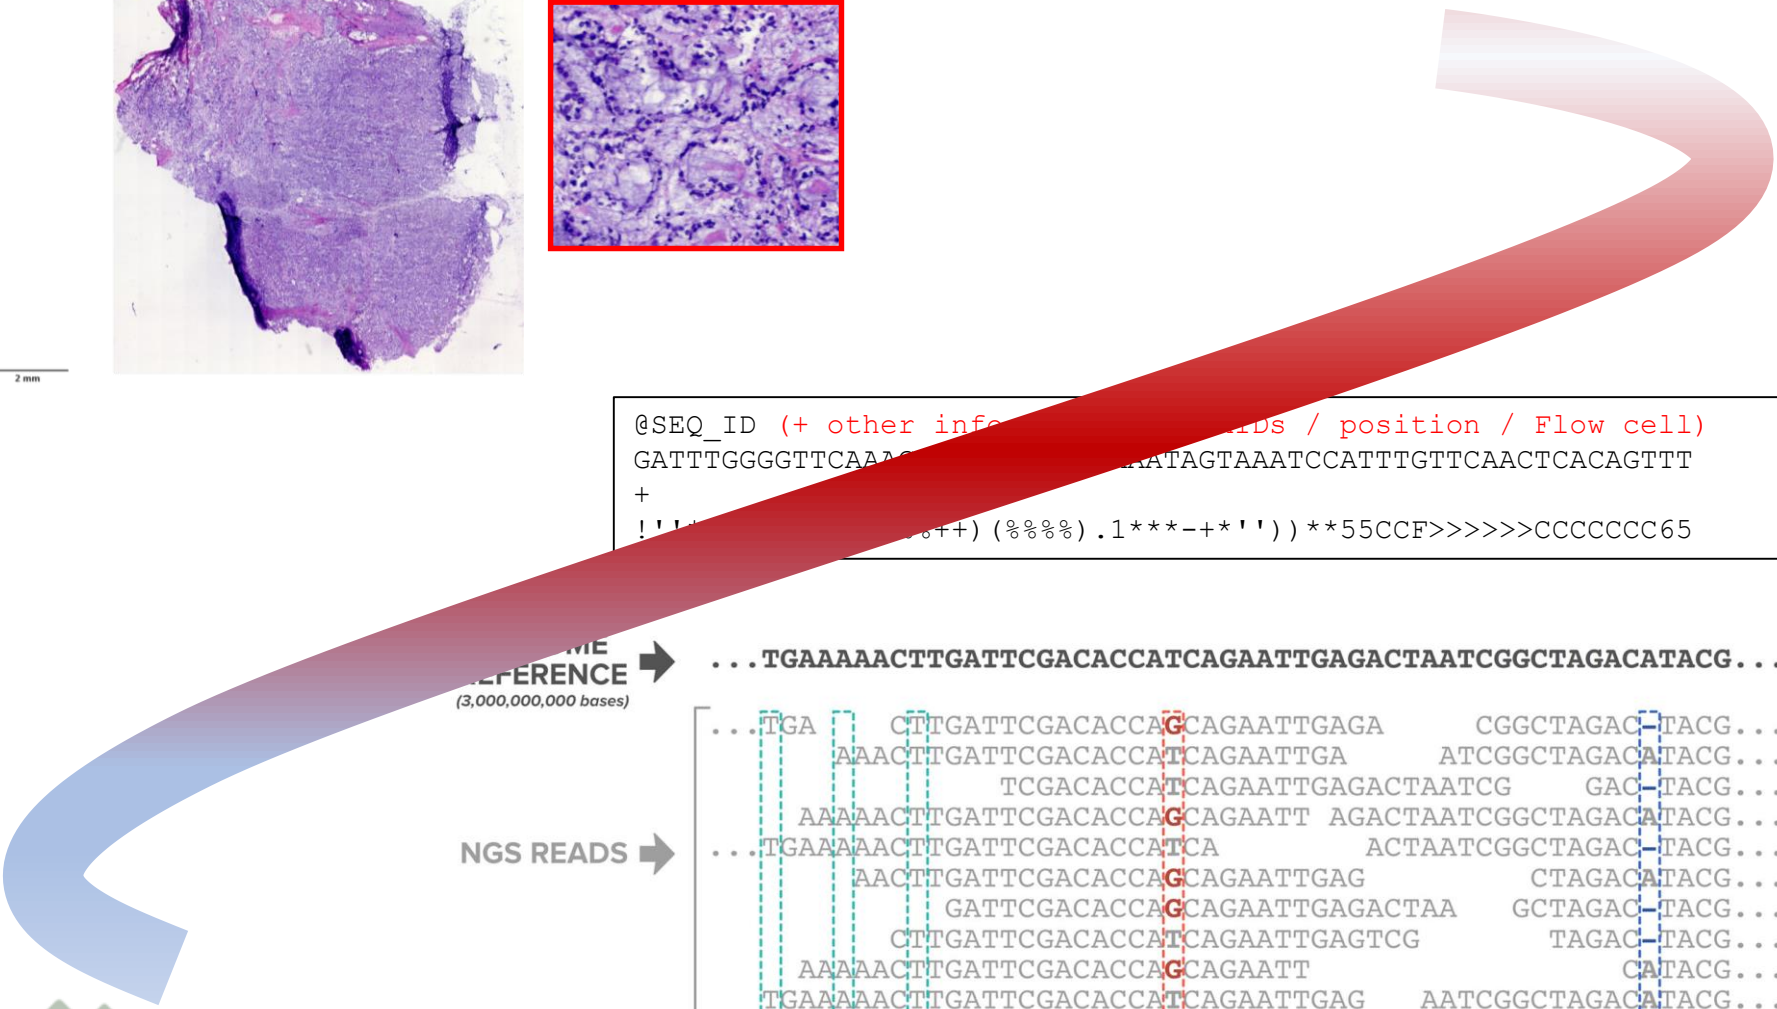 2 mm
@SEQ_ID (+ other info IDs / position / Flow cell)
GATTTGGGGTTCAAA AATAGTAAATCCATTTGTTCAACTCACAGTTT
+
!'' ++)(%%%%).1***-+*''))**55CCF>>>>>>CCCCCCC65
ME
EFERENCE
(3,000,000,000 bases)
...TGAAAAACTTGATTCGACACCATCAGAATTGAGACTAATCGGCTAGACATACG...
...TGA CTTGATTCGACACCAGCAGAATTGAGA CGGCTAGAC–TACG...
AAACTTGATTCGACACCATCAGAATTGA ATCGGCTAGACATACG...
TCGACACCATCAGAATTGAGACTAATCG GAC–TACG...
AAAAACTTGATTCGACACCAGCAGAATT AGACTAATCGGCTAGACATACG...
NGS READS
...TGAAAAACTTGATTCGACACCATCA ACTAATCGGCTAGAC–TACG...
AACTTGATTCGACACCAGCAGAATTGAG CTAGACATACG...
GATTCGACACCAGCAGAATTGAGACTAA GCTAGAC–TACG...
CTTGATTCGACACCATCAGAATTGAGTCG TAGAC–TACG...
AAAAACTTGATTCGACACCAGCAGAATT CATACG...
TGAAAAACTTGATTCGACACCATCAGAATTGAG AATCGGCTAGACATACG...